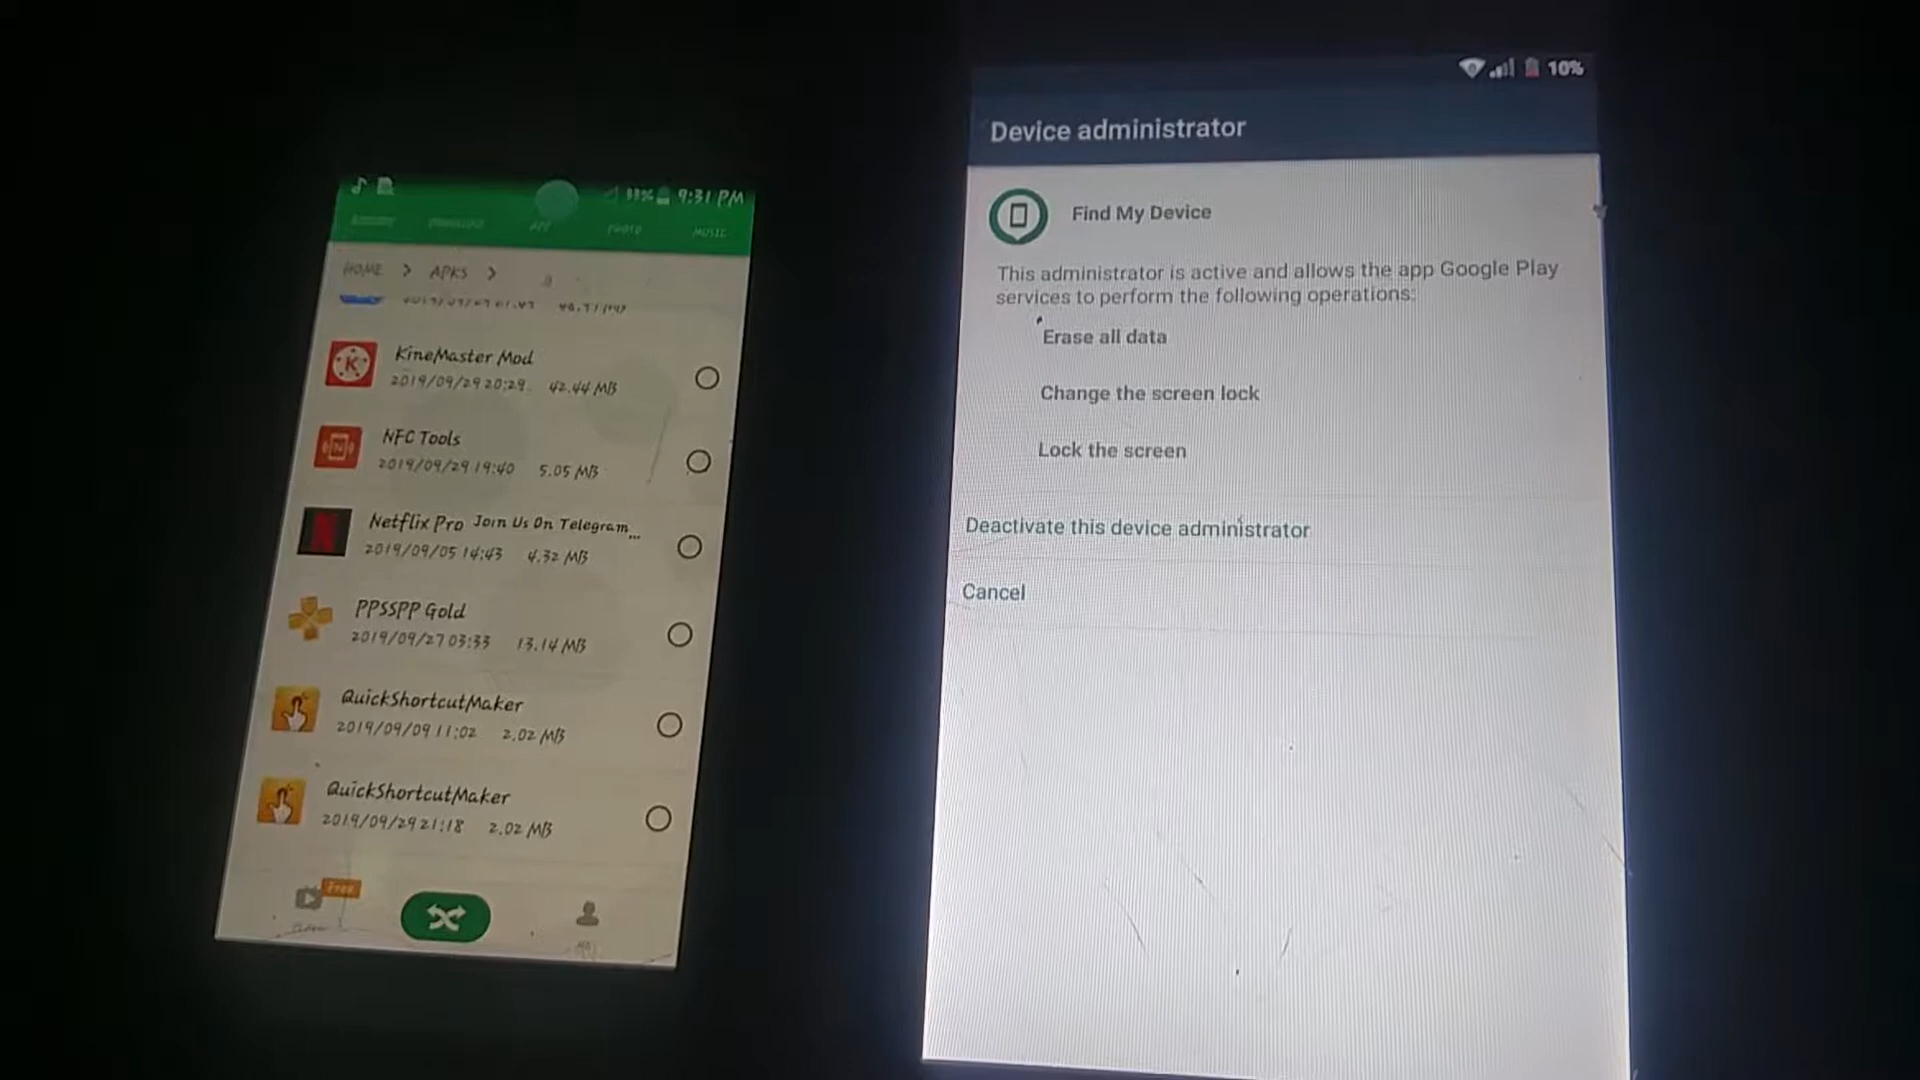 83% 9:31 PM
APP PHOTO MUSIC
HOME > APKS >
KineMaster Mod
2019/09/29 20:29 42.44 MB
NFC Tools
2019/09/29 19:40 5.05 MB
Netflix Pro Join Us On Telegram...
2019/09/05 14:43 4.32 MB
PPSSPP Gold
2019/09/27 03:33 13.14 MB
QuickShortcutMaker
2019/09/09 11:02 2.02 MB
QuickShortcutMaker
2019/09/29 21:18 2.02 MB
Free
10%
Device administrator
Find My Device
This administrator is active and allows the app Google Play
services to perform the following operations:
Erase all data
Change the screen lock
Lock the screen
Deactivate this device administrator
Cancel